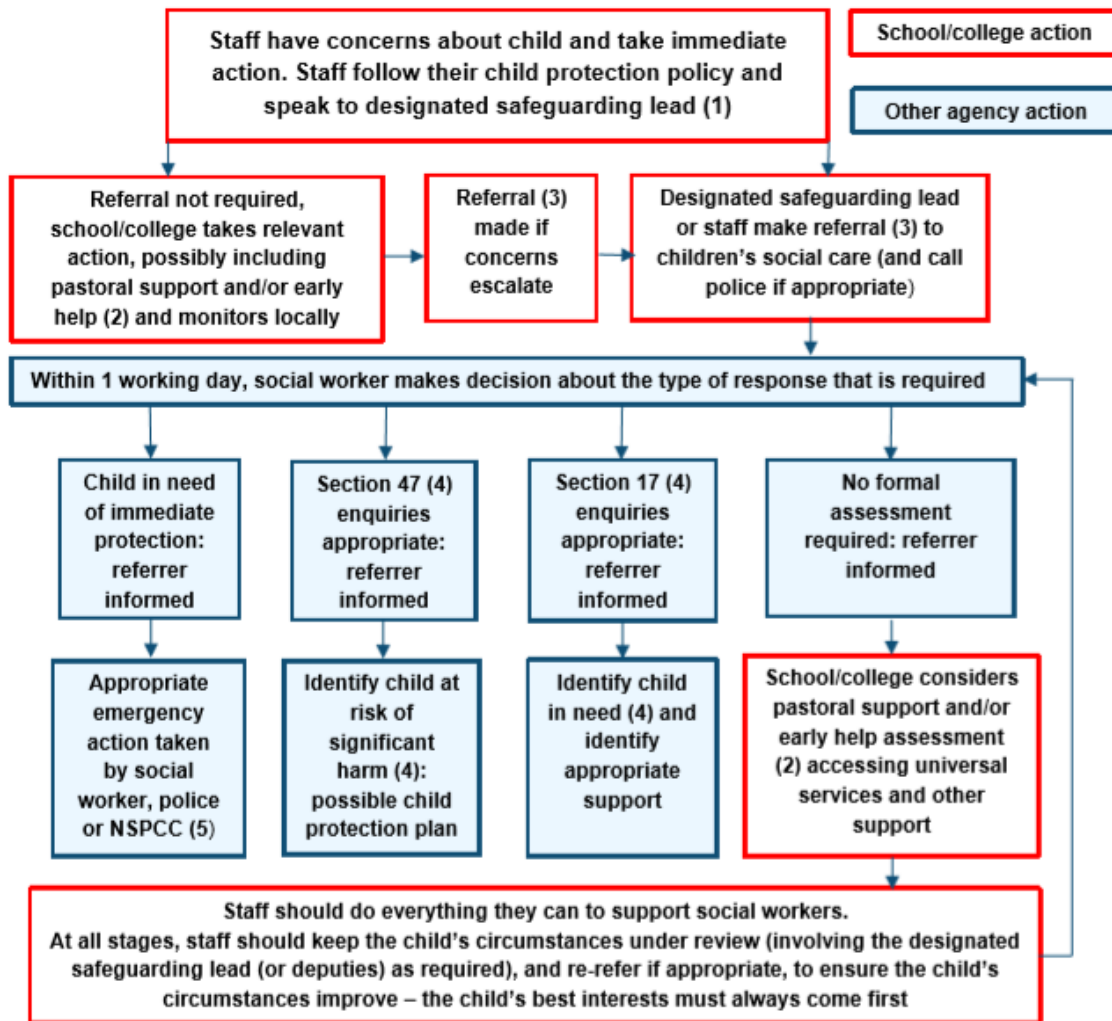 Staff have concerns about child and take immediate
action. Staff follow their child protection policy and
speak to designated safeguarding lead (1)
School/college action
Other agency action
Referral not required,
school/college takes relevant
action, possibly including
pastoral support and/or early
help (2) and monitors locally
Referral (3)
made if
concerns
escalate
Designated safeguarding lead
or staff make referral (3) to
children's social care (and call
police if appropriate)
Within 1 working day, social worker makes decision about the type of response that is required
Child in need
of immediate
protection:
referrer
informed
Section 47 (4)
enquiries
appropriate:
referrer
informed
Section 17 (4)
enquiries
appropriate:
referrer
informed
No formal
assessment
required: referrer
informed
Appropriate
emergency
action taken
by social
worker, police
or NSPCC (5)
Identify child at
risk of
significant
harm (4):
possible child
protection plan
Identify child
in need (4) and
identify
appropriate
support
School/college considers
pastoral support and/or
early help assessment
(2) accessing universal
services and other
support
Staff should do everything they can to support social workers.
At all stages, staff should keep the child's circumstances under review (involving the designated
safeguarding lead (or deputies) as required), and re-refer if appropriate, to ensure the child's
circumstances improve – the child's best interests must always come first